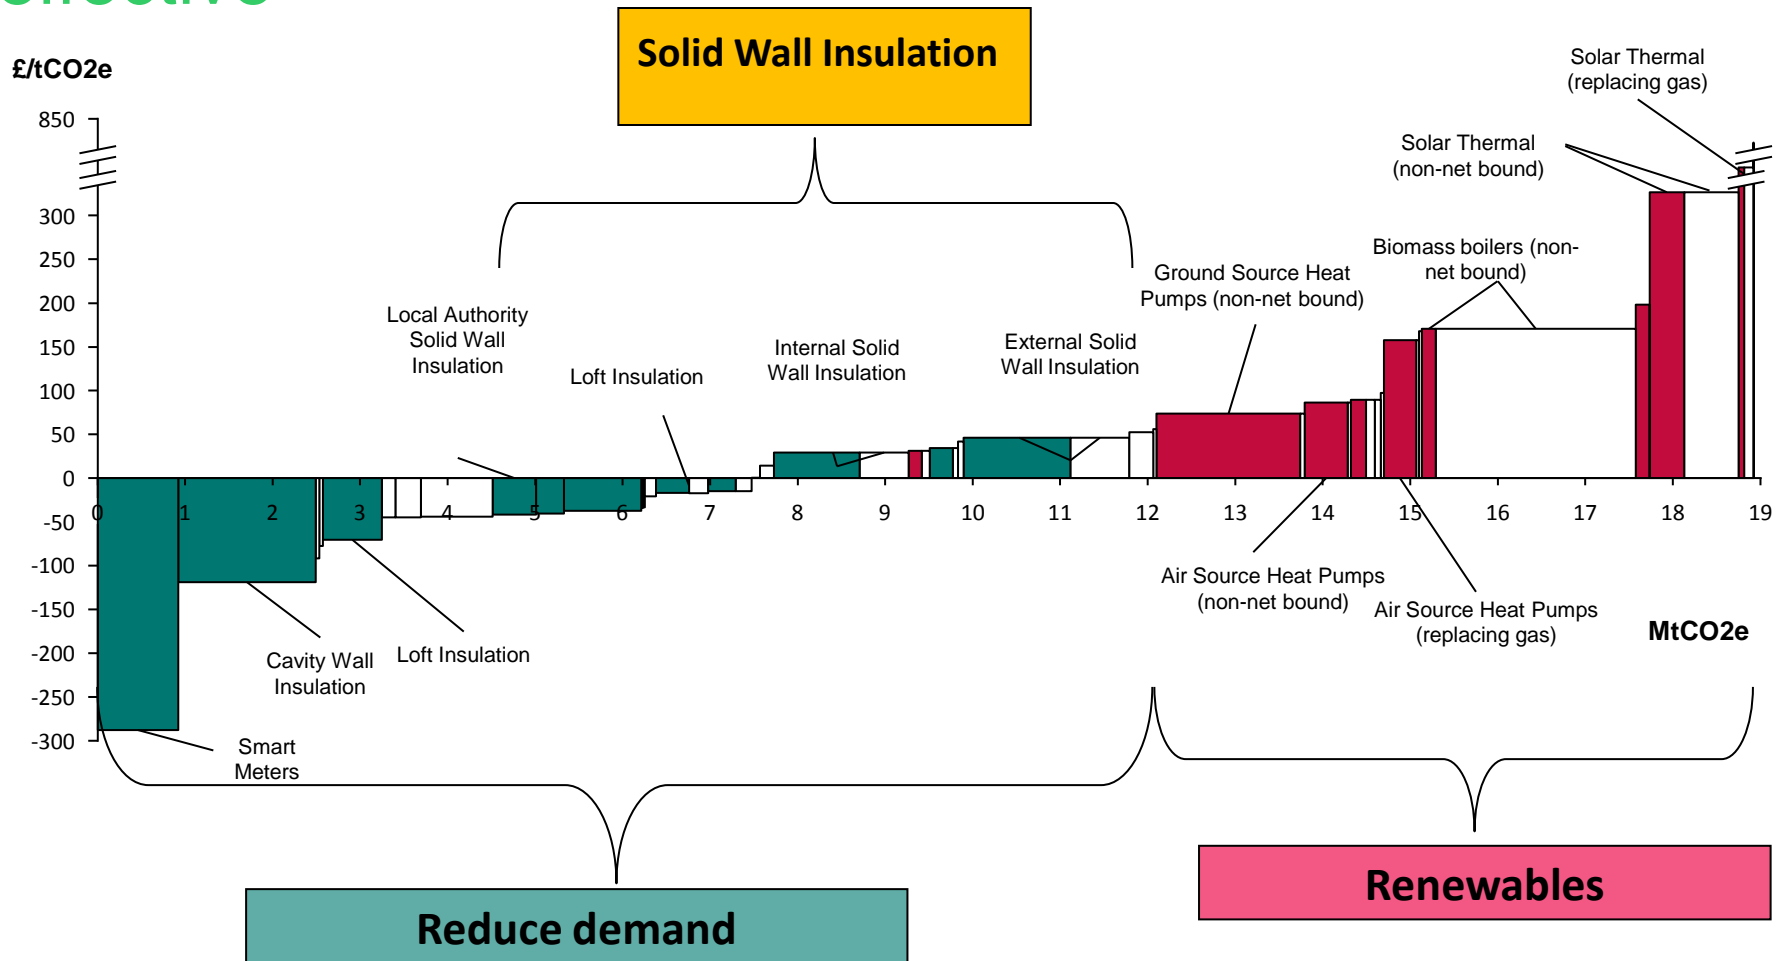 £/tCO2e
Solid Wall Insulation
Solar Thermal
(replacing gas)
Solar Thermal
(non-net bound)
Biomass boilers (non-
net bound)
Ground Source Heat
Pumps (non-net bound)
Local Authority
Solid Wall
Insulation
Loft Insulation
Internal Solid
Wall Insulation
External Solid
Wall Insulation
850
300
250
200
150
100
50
0
-50
-100
-150
-200
-250
-300
0 1 2 3 4 5 6 7 8 9 10 11 12 13 14 15 16 17 18 19
Air Source Heat Pumps
(non-net bound)
Air Source Heat Pumps
(replacing gas)
MtCO2e
Cavity Wall
Insulation
Loft Insulation
Smart
Meters
Reduce demand
Renewables